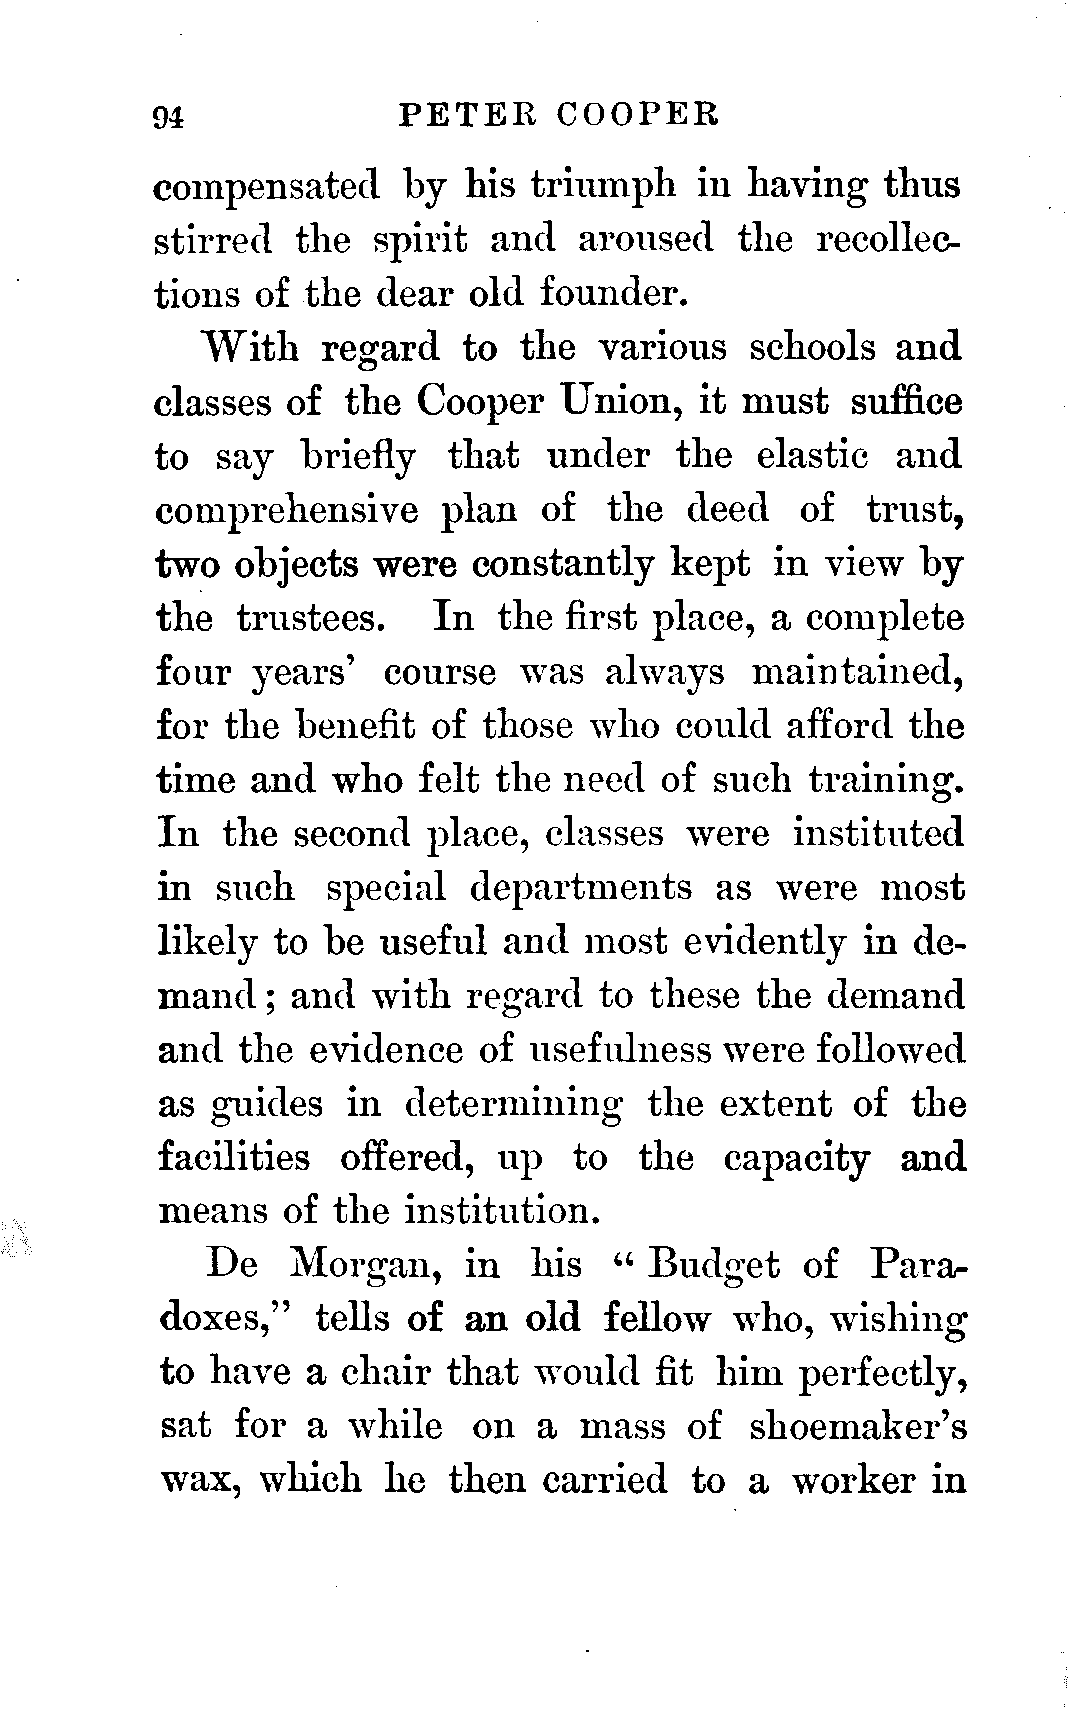 94 PETER COOPER
compensated by his triumph in having thus
stirred the spirit and aroused the recollec-
tions of the dear old founder.
With regard to the various schools and
classes of the Cooper Union, it must suffice
to say briefly that under the elastic and
comprehensive plan of the deed of trust,
two objects were constantly kept in view by
the trustees. In the first place, a complete
four years' course was always maintained,
for the benefit of those who could afford the
time and who felt the need of such training.
In the second place, classes were instituted
in such special departments as were most
likely to be useful and most evidently in de-
mand; and with regard to these the demand
and the evidence of usefulness were followed
as guides in determining the extent of the
facilities offered, up to the capacity and
means of the institution.
De Morgan, in his "Budget of Para-
doxes," tells of an old fellow who, wishing
to have a chair that would fit him perfectly,
sat for a while on a mass of shoemaker's
wax, which he then carried to a worker in